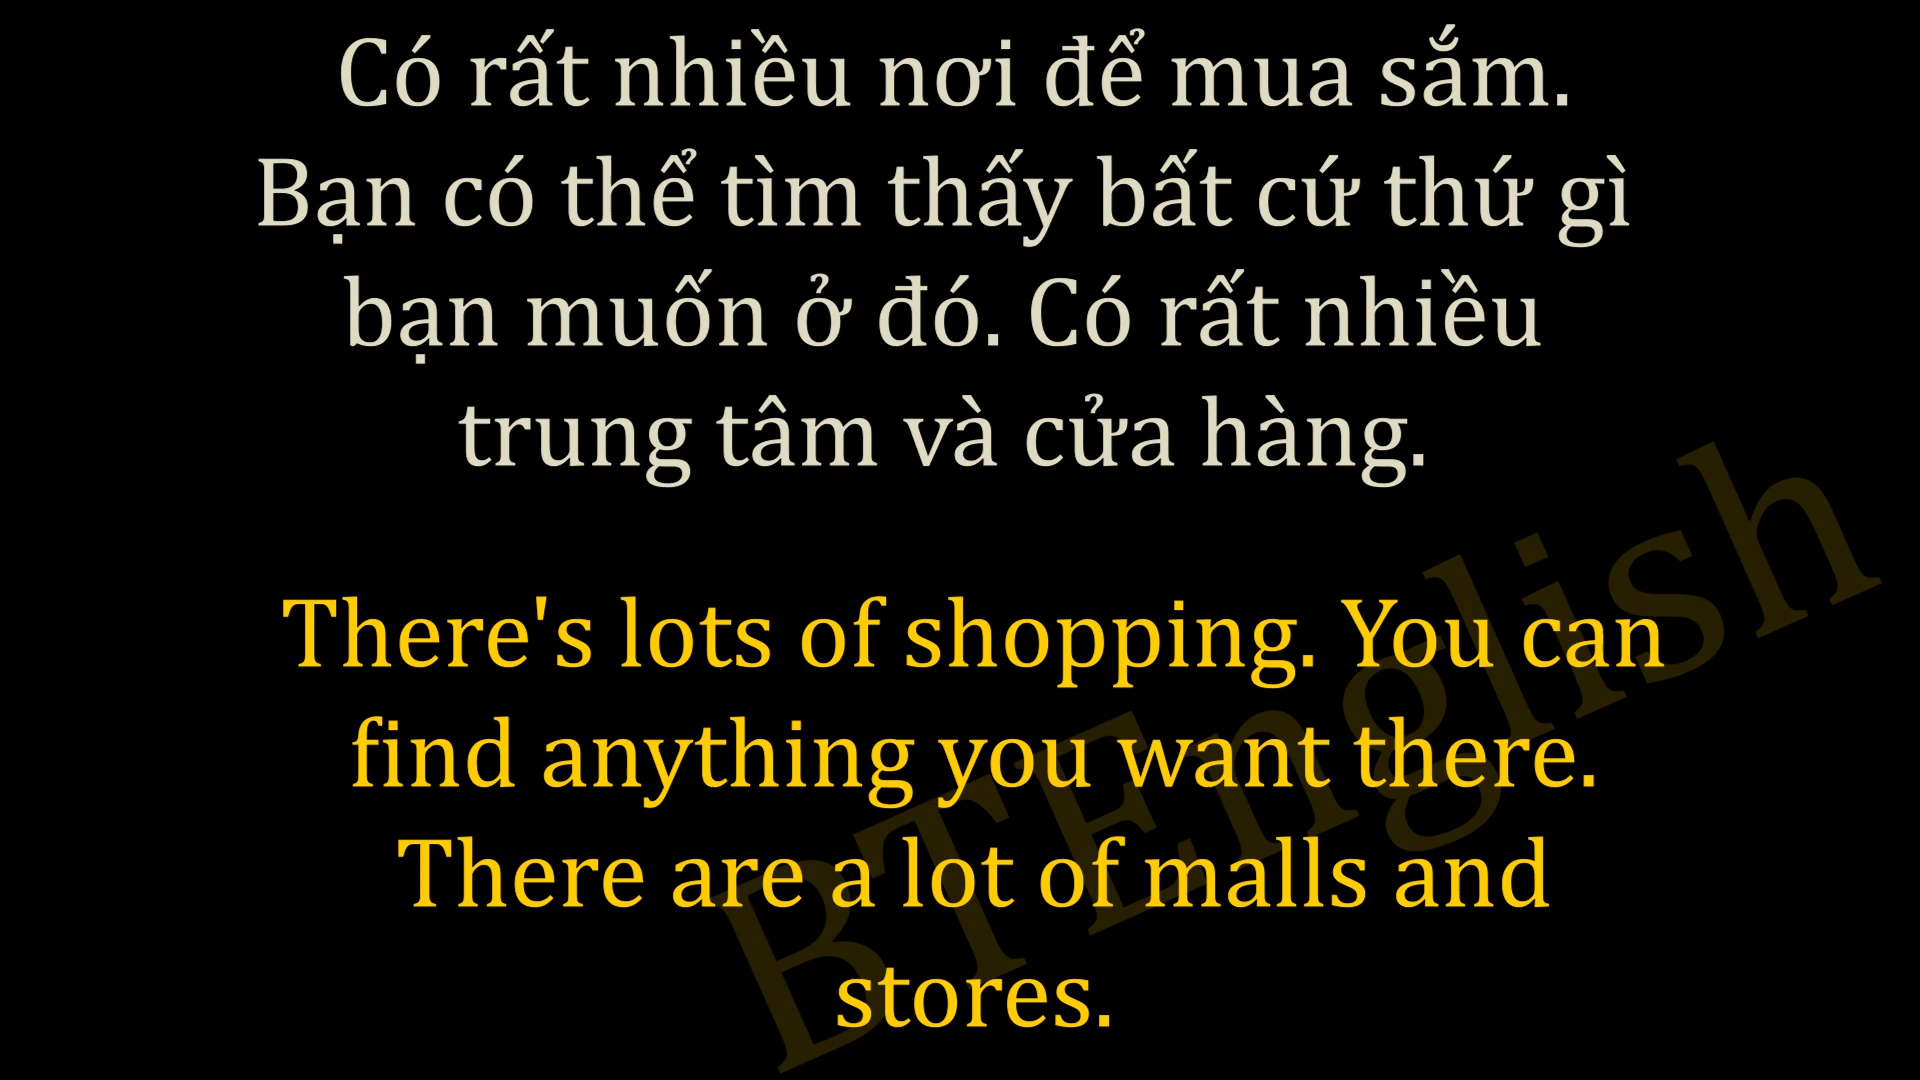 Có rất nhiều nơi để mua sắm.
Bạn có thể tìm thấy bất cứ thứ gì
bạn muốn ở đó. Có rất nhiều
trung tâm và cửa hàng.
There's lots of shopping. You can
find anything you want there.
There are a lot of malls and
stores.
BTEnglish